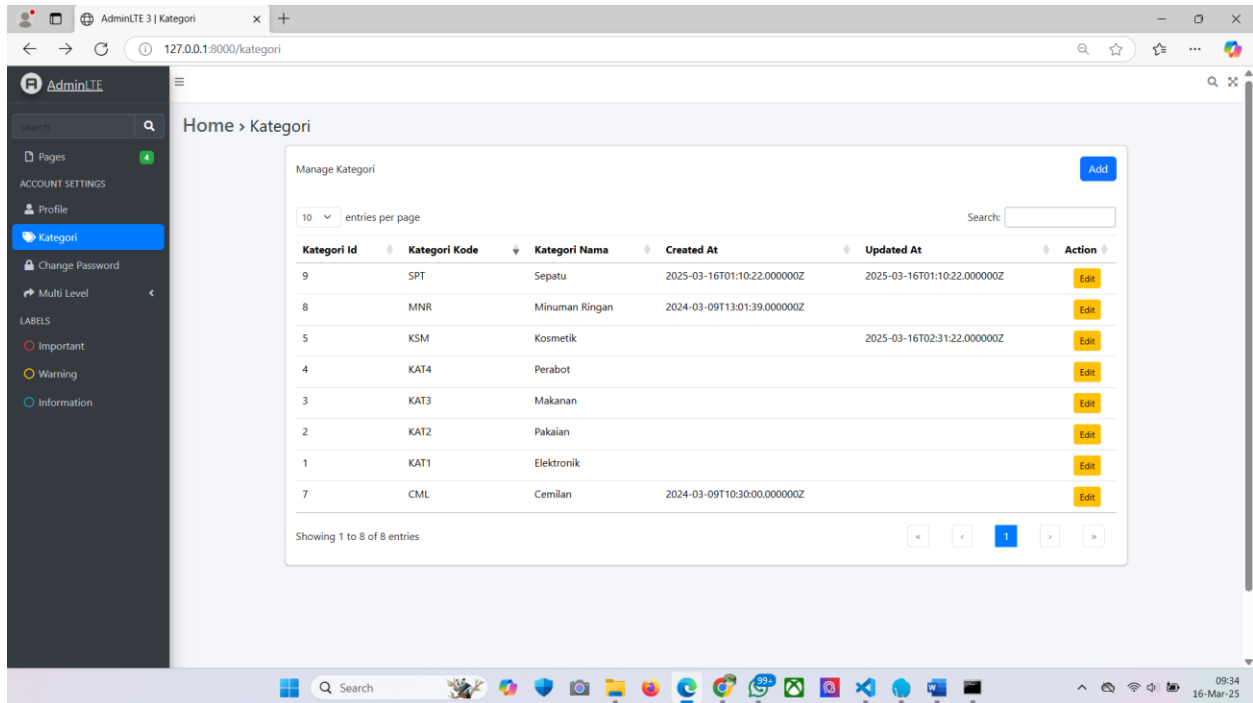 AdminLTE 3 | Kategori
127.0.0.1:8000/kategori
AdminLTE
search
Pages 4
ACCOUNT SETTINGS
Profile
Kategori
Change Password
Multi Level
LABELS
Important
Warning
Information
Home › Kategori
Manage Kategori Add
10 entries per page Search:
Kategori Id Kategori Kode Kategori Nama Created At Updated At Action
9 SPT Sepatu 2025-03-16T01:10:22.000000Z 2025-03-16T01:10:22.000000Z Edit
8 MNR Minuman Ringan 2024-03-09T13:01:39.000000Z Edit
5 KSM Kosmetik 2025-03-16T02:31:22.000000Z Edit
4 KAT4 Perabot Edit
3 KAT3 Makanan Edit
2 KAT2 Pakaian Edit
1 KAT1 Elektronik Edit
7 CML Cemilan 2024-03-09T10:30:00.000000Z Edit
Showing 1 to 8 of 8 entries « ‹ 1 › »
Search 99+ 09:34
16-Mar-25